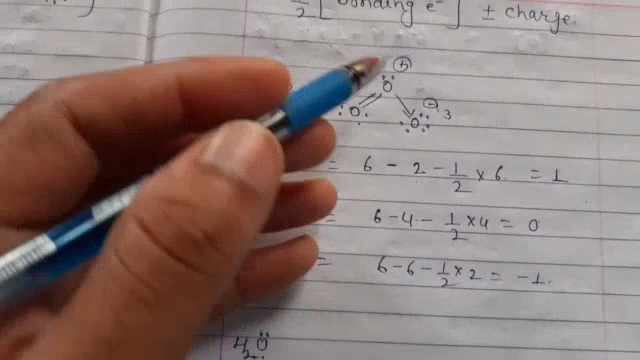 1/2 [bonding e⁻] ± charge
⊕
Ö
O ⊖ 3
O
= 6 - 2 - 1/2 × 6 = 1
= 6 - 4 - 1/2 × 4 = 0
= 6 - 6 - 1/2 × 2 = -1.
H₂O